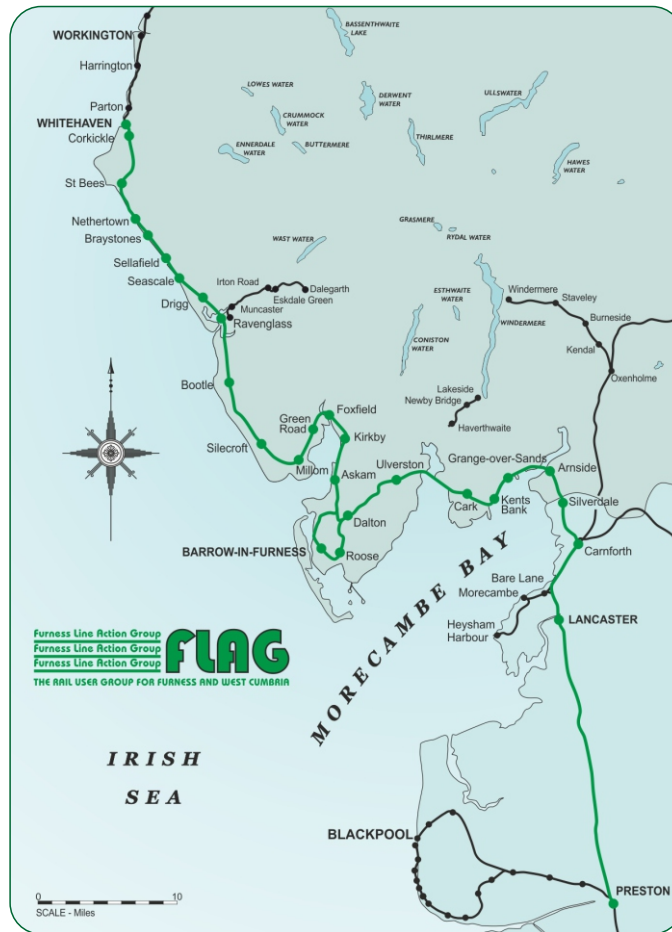 WORKINGTON
Harrington
Parton
WHITEHAVEN
Corkickle
St Bees
Nethertown
Braystones
Sellafield
Seascale
Drigg
BASSENTHWAITE
LAKE
LOWES WATER
CRUMMOCK
WATER
DERWENT
WATER
ULLSWATER
ENNERDALE
WATER
BUTTERMERE
THIRLMERE
HAWES
WATER
GRASMERE
RYDAL WATER
WAST WATER
Irton Road
Dalegarth
Eskdale Green
Muncaster
Ravenglass
ESTHWAITE
WATER
CONISTON
WATER
WINDERMERE
Windermere
Staveley
Burneside
Kendal
Oxenholme
Lakeside
Newby Bridge
Haverthwaite
Bootle
Silecroft
Green
Road
Millom
Foxfield
Kirkby
Askam
Ulverston
Grange-over-Sands
Arnside
Silverdale
Cark
Kents
Bank
Dalton
BARROW-IN-FURNESS
Roose
Carnforth
Bare Lane
Morecambe
Heysham
Harbour
LANCASTER
MORECAMBE BAY
Furness Line Action Group
Furness Line Action Group
Furness Line Action Group
FLAG
THE RAIL USER GROUP FOR FURNESS AND WEST CUMBRIA
IRISH
SEA
BLACKPOOL
PRESTON
0 10
SCALE - Miles